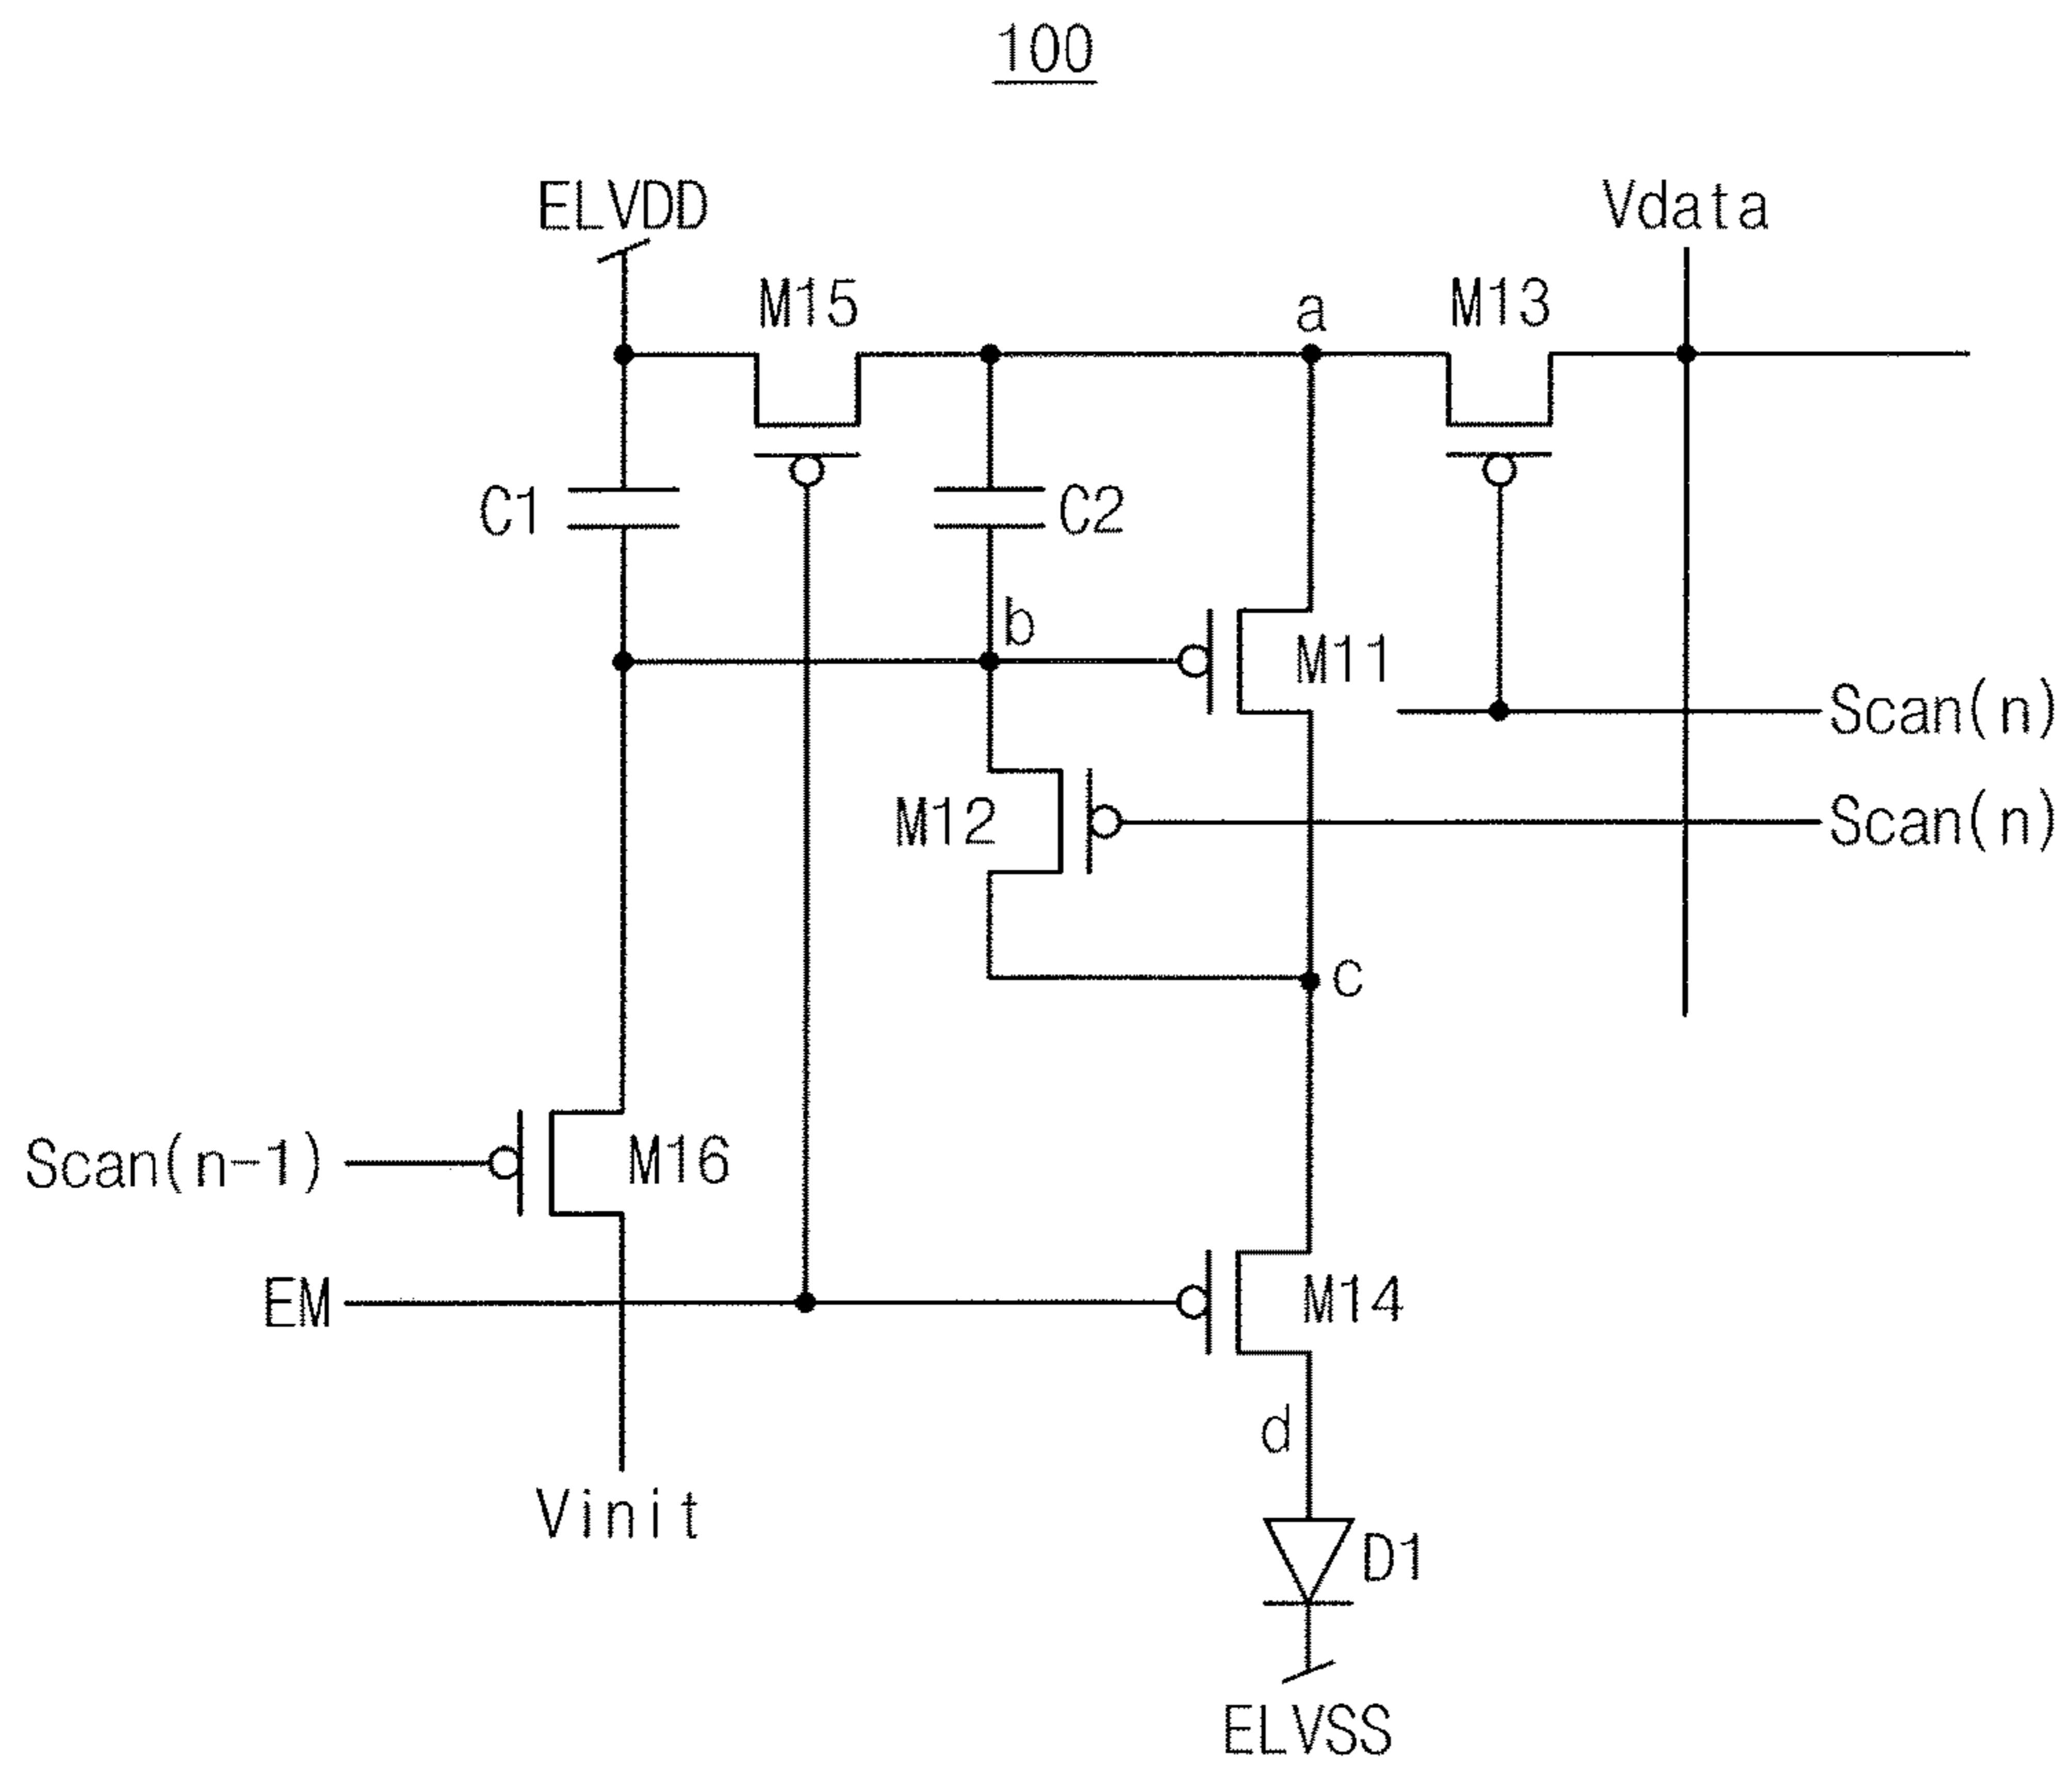 100
ELVDD
Vdata
M15
a
M13
C1
C2
b
M11
Scan(n)
M12
Scan(n)
c
Scan(n-1)
M16
EM
M14
d
Vinit
D1
ELVSS